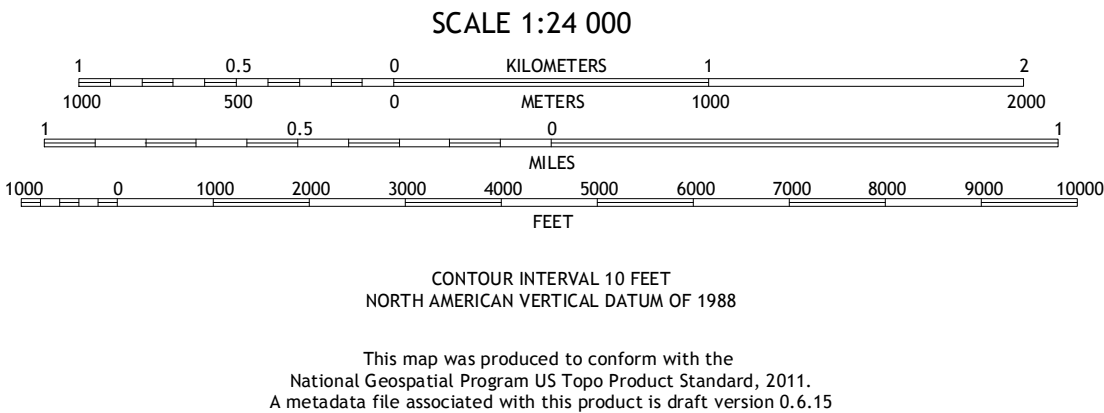 SCALE 1:24 000
1 0.5 0 KILOMETERS 1 2
1000 500 0 METERS 1000 2000
1 0.5 0 1
MILES
1000 0 1000 2000 3000 4000 5000 6000 7000 8000 9000 10000
FEET
CONTOUR INTERVAL 10 FEET
NORTH AMERICAN VERTICAL DATUM OF 1988
This map was produced to conform with the
National Geospatial Program US Topo Product Standard, 2011.
A metadata file associated with this product is draft version 0.6.15